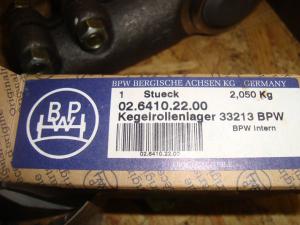 BPW BERGISCHE ACHSEN KG GERMANY
1 Stueck 2,050 Kg
02.6410.22.00
Kegelrollenlager 33213 BPW
BPW Intern
02.6410.22.00
BPW